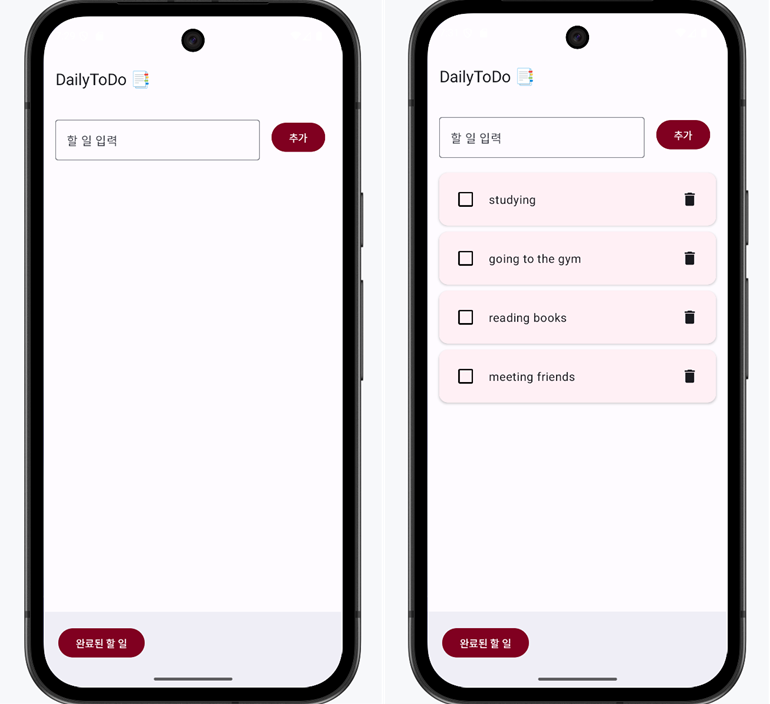 DailyToDo 📑
할 일 입력
추가
완료된 할 일
DailyToDo 📑
할 일 입력
추가
studying
going to the gym
reading books
meeting friends
완료된 할 일